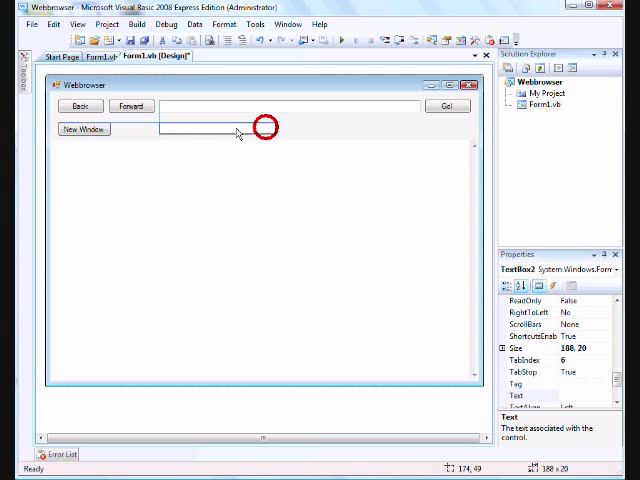 Webbrowser - Microsoft Visual Basic 2008 Express Edition (Administrator)
File Edit View Project Build Debug Data Format Tools Window Help
Toolbox
Start Page Form1.vb Form1.vb [Design]*
Webbrowser
Back Forward Go!
New Window
Solution Explorer
Webbrowser
My Project
Form1.vb
Properties
TextBox2 System.Windows.Form
ReadOnly False
RightToLeft No
ScrollBars None
ShortcutsEnab True
Size 188, 20
TabIndex 6
TabStop True
Tag
Text
TextAlign Left
Text
The text associated with the
control.
Error List
Ready 174, 49 188 x 20